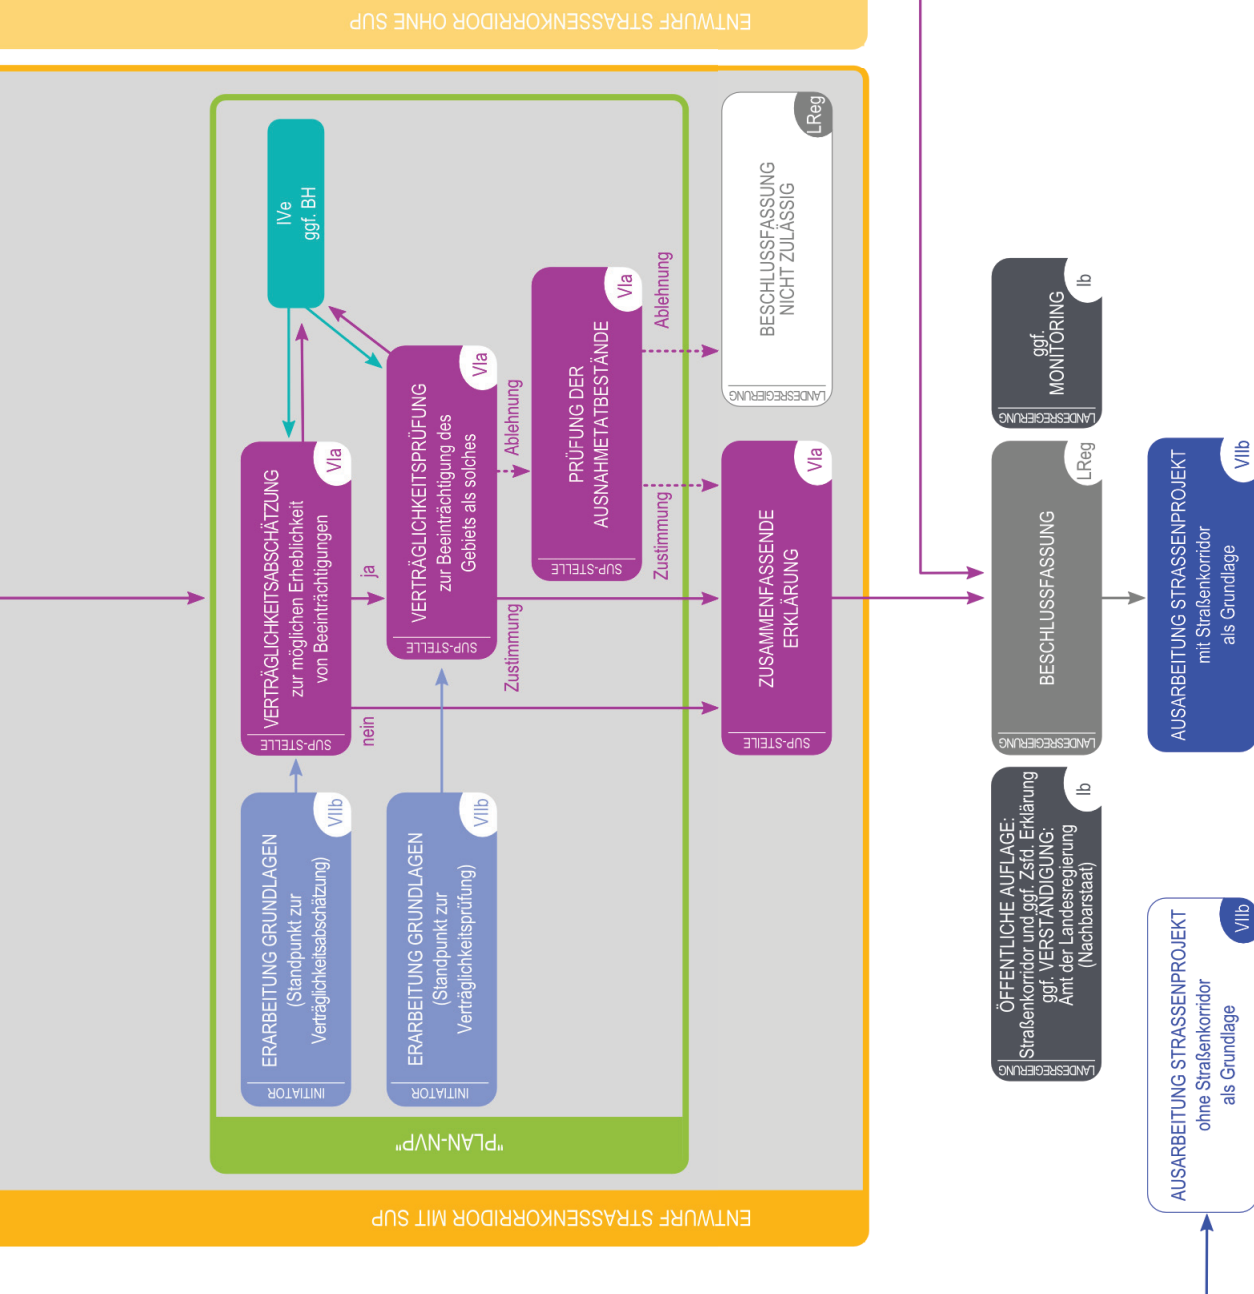 ENTWURF STRASSENKORRIDOR OHNE SUP
ENTWURF STRASSENKORRIDOR MIT SUP
"PLAN-NVP"
INITIATOR
ERARBEITUNG GRUNDLAGEN
(Standpunkt zur
Verträglichkeitsabschätzung)
VIIb
INITIATOR
ERARBEITUNG GRUNDLAGEN
(Standpunkt zur
Verträglichkeitsprüfung)
VIIb
SUP-STELLE
VERTRÄGLICHKEITSABSCHÄTZUNG
zur möglichen Erheblichkeit
von Beeinträchtigungen
VIa
IVe
ggf. BH
nein
ja
SUP-STELLE
VERTRÄGLICHKEITSPRÜFUNG
zur Beeinträchtigung des
Gebiets als solches
VIa
Zustimmung
Ablehnung
SUP-STELLE
PRÜFUNG DER
AUSNAHMETATBESTÄNDE
VIa
Zustimmung
Ablehnung
SUP-STELLE
ZUSAMMENFASSENDE
ERKLÄRUNG
VIa
LANDESREGIERUNG
BESCHLUSSFASSUNG
NICHT ZULÄSSIG
LReg
LANDESREGIERUNG
ÖFFENTLICHE AUFLAGE:
Straßenkorridor und ggf. Zsfd. Erklärung
ggf. VERSTÄNDIGUNG:
Amt der Landesregierung
(Nachbarstaat)
Ib
LANDESREGIERUNG
BESCHLUSSFASSUNG
LReg
LANDESREGIERUNG
ggf.
MONITORING
Ib
AUSARBEITUNG STRASSENPROJEKT
ohne Straßenkorridor
als Grundlage
VIIb
AUSARBEITUNG STRASSENPROJEKT
mit Straßenkorridor
als Grundlage
VIIb